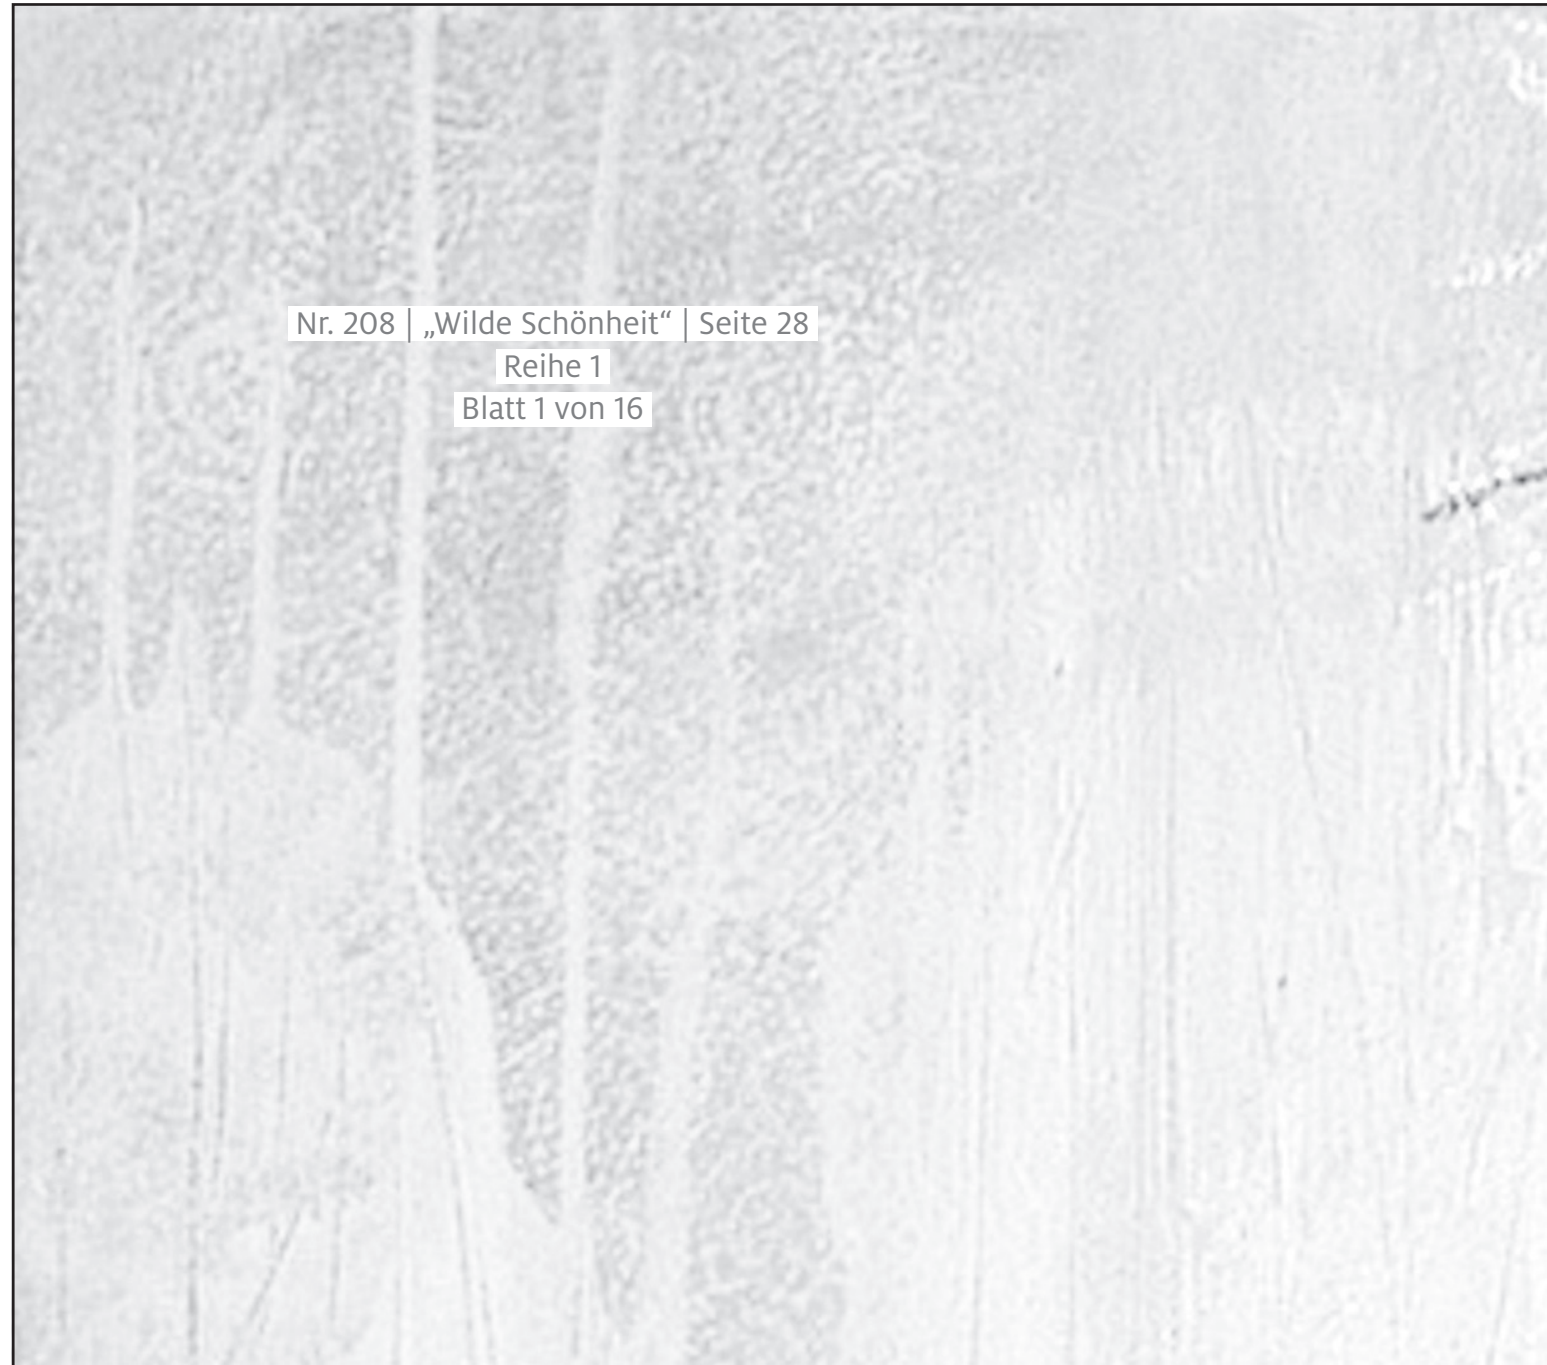 Nr. 208 | „Wilde Schönheit“ | Seite 28
Reihe 1
Blatt 1 von 16